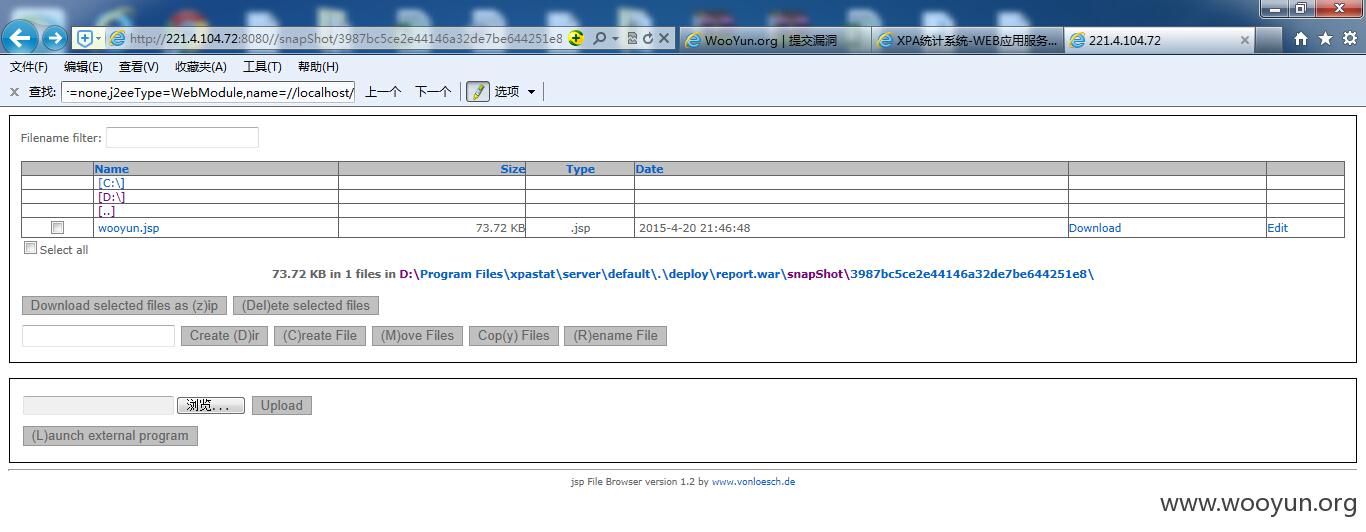 http://221.4.104.72:8080//snapShot/3987bc5ce2e44146a32de7be644251e8
WooYun.org | 提交漏洞
XPA统计系统-WEB应用服务...
221.4.104.72
文件(F) 编辑(E) 查看(V) 收藏夹(A) 工具(T) 帮助(H)
查找: =none,j2eeType=WebModule,name=//localhost/ 上一个 下一个 选项
Filename filter:
Name Size Type Date
[C:\]
[D:\]
[..]
wooyun.jsp 73.72 KB .jsp 2015-4-20 21:46:48 Download Edit
Select all
73.72 KB in 1 files in D:\Program Files\xpastat\server\default\.\deploy\report.war\snapShot\3987bc5ce2e44146a32de7be644251e8\
Download selected files as (z)ip (Del)ete selected files
Create (D)ir (C)reate File (M)ove Files Cop(y) Files (R)ename File
浏览... Upload
(L)aunch external program
jsp File Browser version 1.2 by www.vonloesch.de
www.wooyun.org